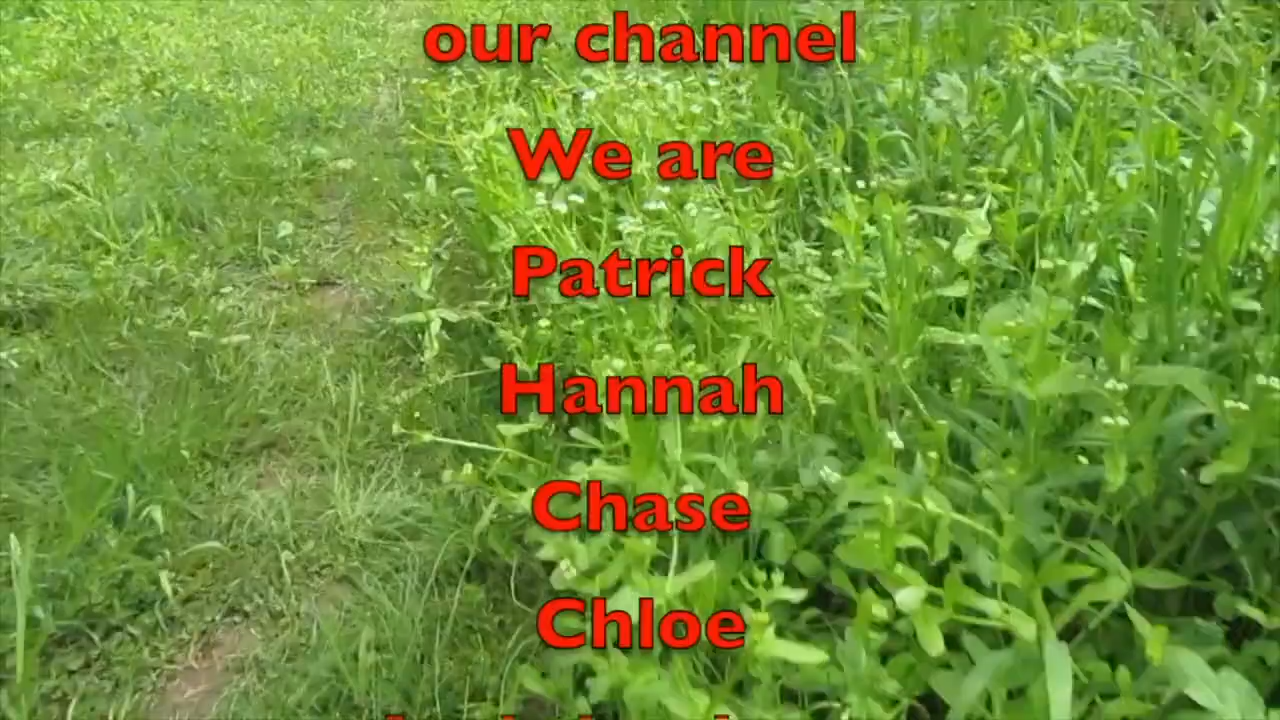 our channel
We are
Patrick
Hannah
Chase
Chloe